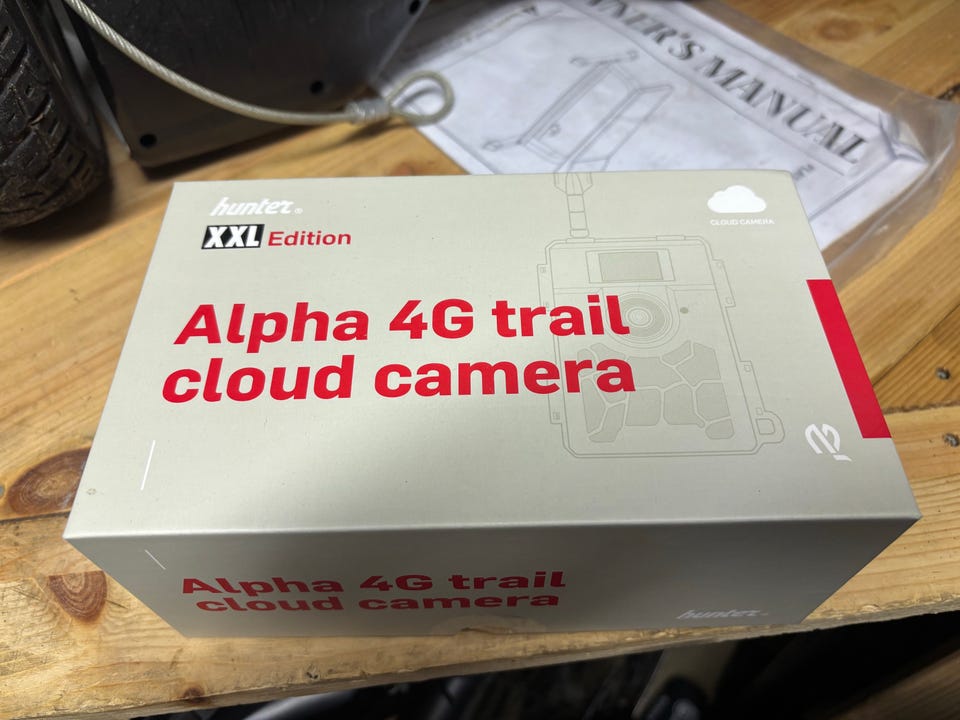 OWNER'S MANUAL
hunter®
XXL Edition
CLOUD CAMERA
Alpha 4G trail
cloud camera
Alpha 4G trail
cloud camera
hunter